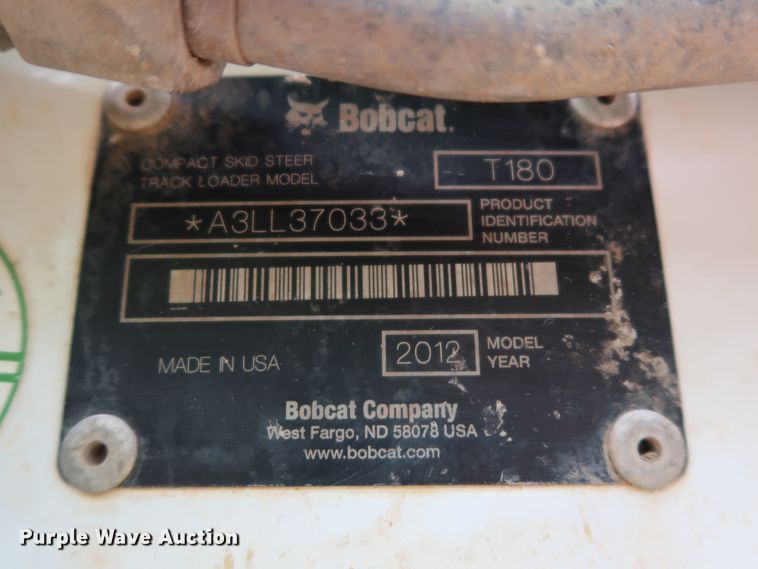 Bobcat.
COMPACT SKID STEER
TRACK LOADER MODEL
T180
*A3LL37033*
PRODUCT
IDENTIFICATION
NUMBER
MADE IN USA
2012
MODEL
YEAR
Bobcat Company
West Fargo, ND 58078 USA
www.bobcat.com
Purple Wave Auction